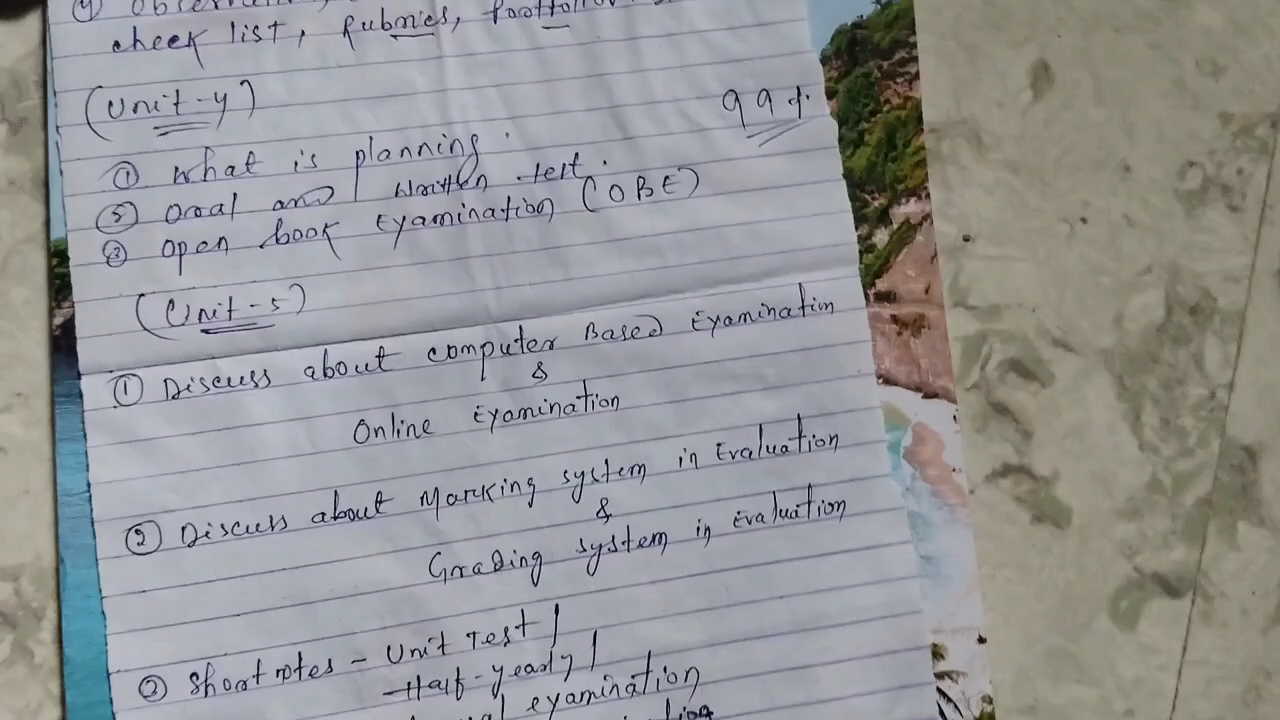 check list, Rubrics,
(Unit-4)
99%
① What is planning.
⑤ Oral and written test.
③ Open book Examination (OBE)
(Unit-5)
① Discuss about computer Based Examination
&
Online Examination
② Discuss about Marking system in Evaluation
&
Grading system in Evaluation
③ Short notes - Unit Test/
-Half-yearly/
examination